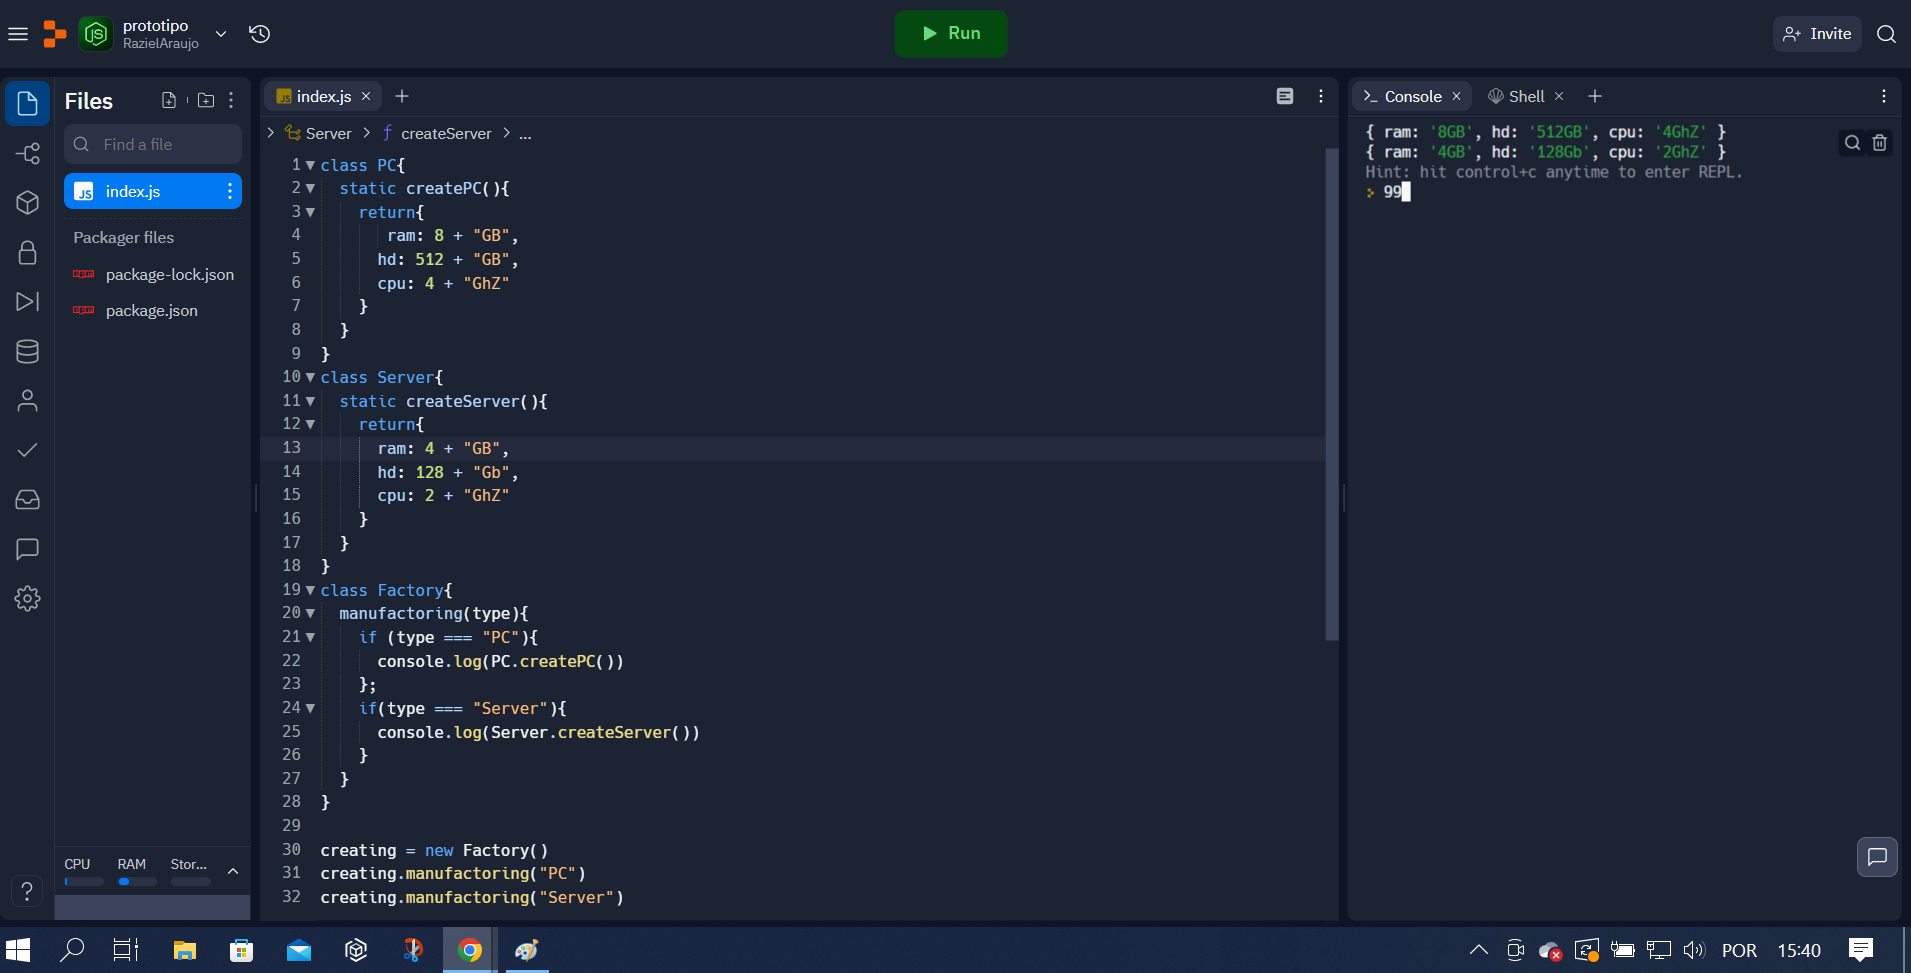 prototipo
RazielAraujo
Run
Invite
Files
Find a file
JS index.js
Packager files
package-lock.json
package.json
CPU RAM Stor...
index.js
Server > createServer > ...
1 class PC{
2 static createPC(){
3 return{
4 ram: 8 + "GB",
5 hd: 512 + "GB",
6 cpu: 4 + "GhZ"
7 }
8 }
9 }
10 class Server{
11 static createServer(){
12 return{
13 ram: 4 + "GB",
14 hd: 128 + "Gb",
15 cpu: 2 + "GhZ"
16 }
17 }
18 }
19 class Factory{
20 manufactoring(type){
21 if (type === "PC"){
22 console.log(PC.createPC())
23 };
24 if(type === "Server"){
25 console.log(Server.createServer())
26 }
27 }
28 }
29
30 creating = new Factory()
31 creating.manufactoring("PC")
32 creating.manufactoring("Server")
Console Shell
{ ram: '8GB', hd: '512GB', cpu: '4GhZ' }
{ ram: '4GB', hd: '128Gb', cpu: '2GhZ' }
Hint: hit control+c anytime to enter REPL.
> 99
POR 15:40